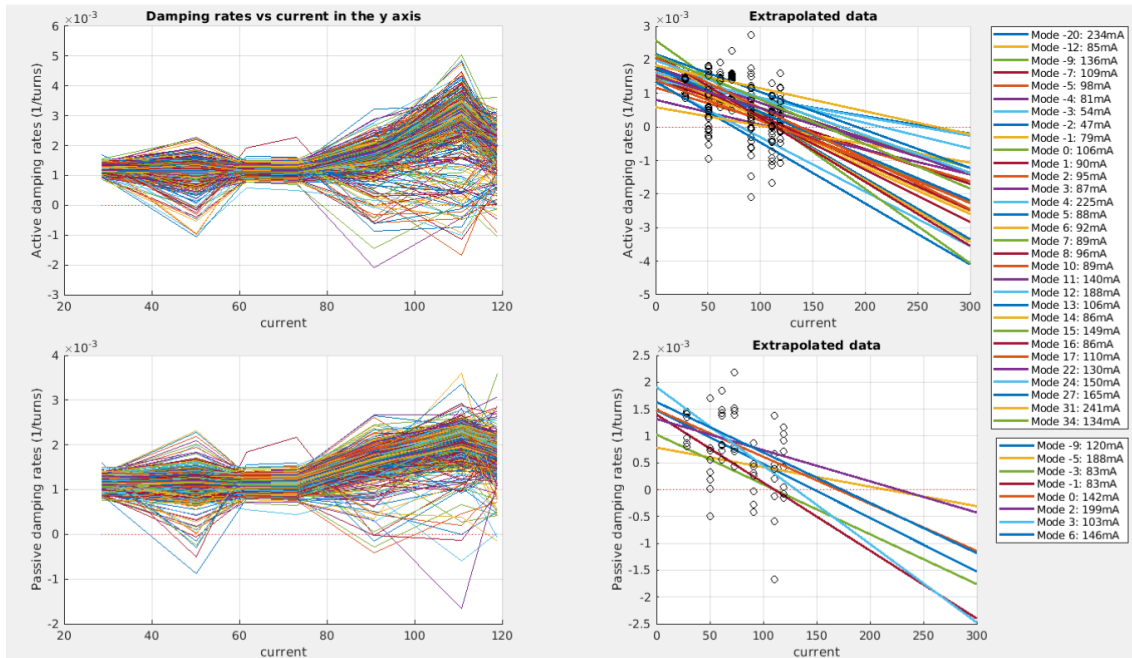 Damping rates vs current in the y axis
×10⁻³
6
5
4
3
2
1
0
-1
-2
-3
20
40
60
80
100
120
current
Active damping rates (1/turns)
Extrapolated data
×10⁻³
3
2
1
0
-1
-2
-3
-4
-5
0
50
100
150
200
250
300
current
Active damping rates (1/turns)
Mode -20: 234mA
Mode -12: 85mA
Mode -9: 136mA
Mode -7: 109mA
Mode -5: 98mA
Mode -4: 81mA
Mode -3: 54mA
Mode -2: 47mA
Mode -1: 79mA
Mode 0: 106mA
Mode 1: 90mA
Mode 2: 95mA
Mode 3: 87mA
Mode 4: 225mA
Mode 5: 88mA
Mode 6: 92mA
Mode 7: 89mA
Mode 8: 96mA
Mode 10: 89mA
Mode 11: 140mA
Mode 12: 188mA
Mode 13: 106mA
Mode 14: 86mA
Mode 15: 149mA
Mode 16: 86mA
Mode 17: 110mA
Mode 22: 130mA
Mode 24: 150mA
Mode 27: 165mA
Mode 31: 241mA
Mode 34: 134mA
×10⁻³
4
3
2
1
0
-1
-2
20
40
60
80
100
120
current
Passive damping rates (1/turns)
Extrapolated data
×10⁻³
2.5
2
1.5
1
0.5
0
-0.5
-1
-1.5
-2
-2.5
0
50
100
150
200
250
300
current
Passive damping rates (1/turns)
Mode -9: 120mA
Mode -5: 188mA
Mode -3: 83mA
Mode -1: 83mA
Mode 0: 142mA
Mode 2: 199mA
Mode 3: 103mA
Mode 6: 146mA